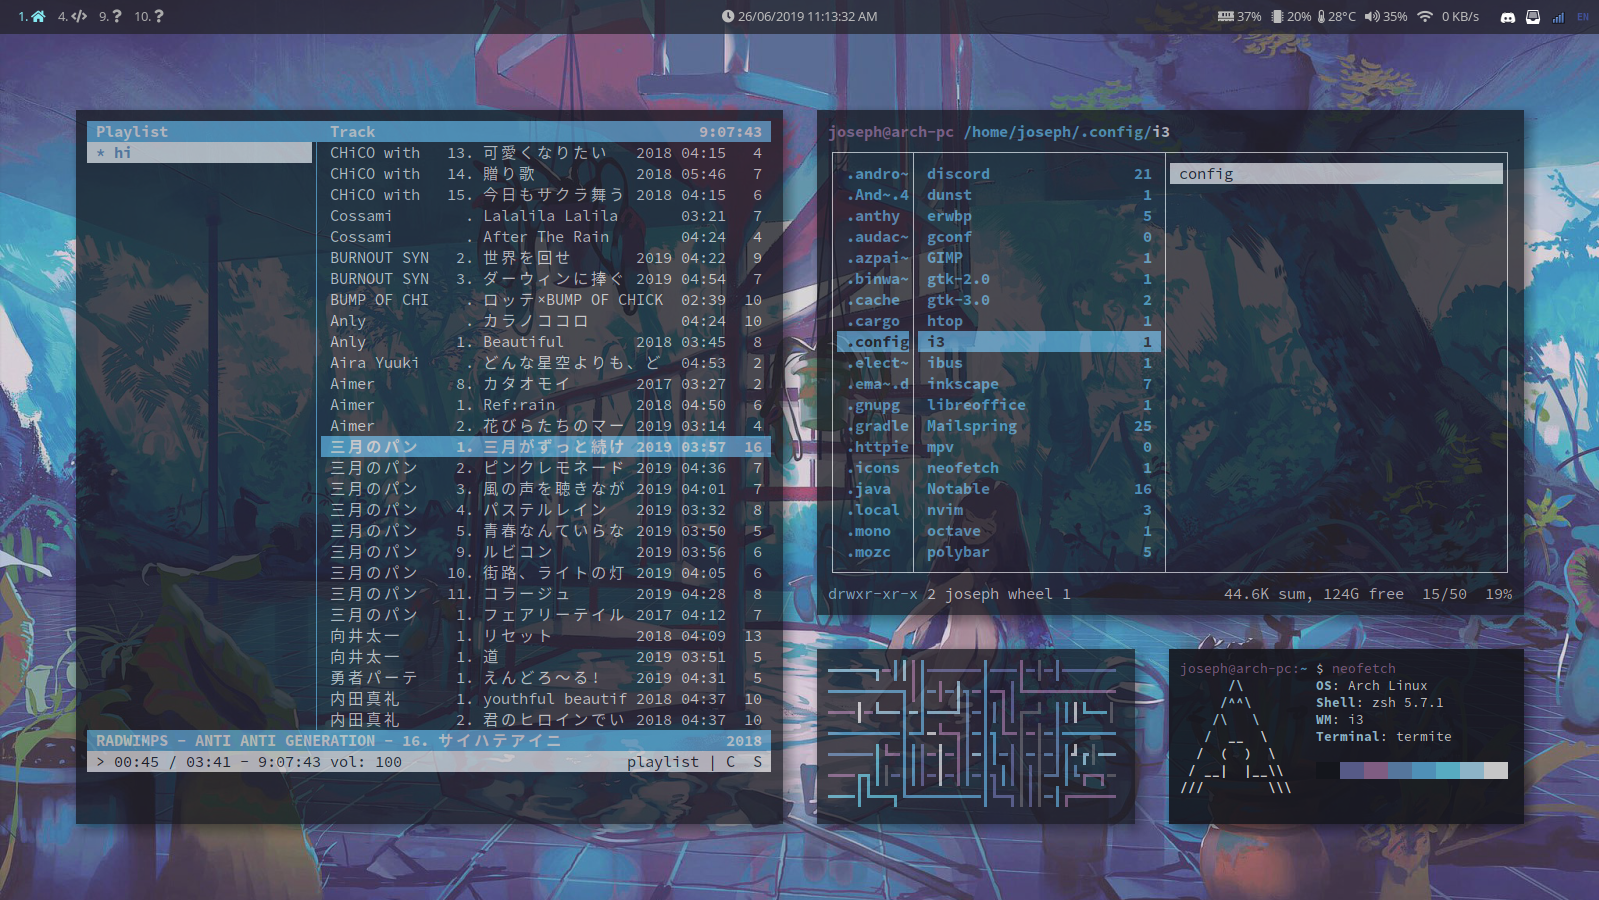 1. 4. </> 9. ? 10. ?
26/06/2019 11:13:32 AM
37% 20% 28°C 35% 0 KB/s EN
Playlist Track 9:07:43
* hi
CHiCO with 13. 可愛くなりたい 2018 04:15 4
CHiCO with 14. 贈り歌 2018 05:46 7
CHiCO with 15. 今日もサクラ舞う 2018 04:15 6
Cossami . Lalalila Lalila 03:21 7
Cossami . After The Rain 04:24 4
BURNOUT SYN 2. 世界を回せ 2019 04:22 9
BURNOUT SYN 3. ダーウィンに捧ぐ 2019 04:54 7
BUMP OF CHI . ロッテ×BUMP OF CHICK 02:39 10
Anly . カラノココロ 04:24 10
Anly 1. Beautiful 2018 03:45 8
Aira Yuuki . どんな星空よりも、ど 04:53 2
Aimer 8. カタオモイ 2017 03:27 2
Aimer 1. Ref:rain 2018 04:50 6
Aimer 2. 花びらたちのマー 2019 03:14 4
三月のパン 1. 三月がずっと続け 2019 03:57 16
三月のパン 2. ピンクレモネード 2019 04:36 7
三月のパン 3. 風の声を聴きなが 2019 04:01 7
三月のパン 4. パステルレイン 2019 03:32 8
三月のパン 5. 青春なんていらな 2019 03:50 5
三月のパン 9. ルビコン 2019 03:56 6
三月のパン 10. 街路、ライトの灯 2019 04:05 6
三月のパン 11. コラージュ 2019 04:28 8
三月のパン 1. フェアリーテイル 2017 04:12 7
向井太一 1. リセット 2018 04:09 13
向井太一 1. 道 2019 03:51 5
勇者パーテ 1. えんどろ〜る! 2019 04:31 5
内田真礼 1. youthful beautif 2018 04:37 10
内田真礼 2. 君のヒロインでい 2018 04:37 10
RADWIMPS - ANTI ANTI GENERATION - 16. サイハテアイニ 2018
> 00:45 / 03:41 - 9:07:43 vol: 100 playlist | C S
joseph@arch-pc /home/joseph/.config/i3
.andro~ discord 21 config
.And~.4 dunst 1
.anthy erwbp 5
.audac~ gconf 0
.azpai~ GIMP 1
.binwa~ gtk-2.0 1
.cache gtk-3.0 2
.cargo htop 1
.config i3 1
.elect~ ibus 1
.ema~.d inkscape 7
.gnupg libreoffice 1
.gradle Mailspring 25
.httpie mpv 0
.icons neofetch 1
.java Notable 16
.local nvim 3
.mono octave 1
.mozc polybar 5
drwxr-xr-x 2 joseph wheel 1 44.6K sum, 124G free 15/50 19%
joseph@arch-pc:~ $ neofetch
OS: Arch Linux
Shell: zsh 5.7.1
WM: i3
Terminal: termite